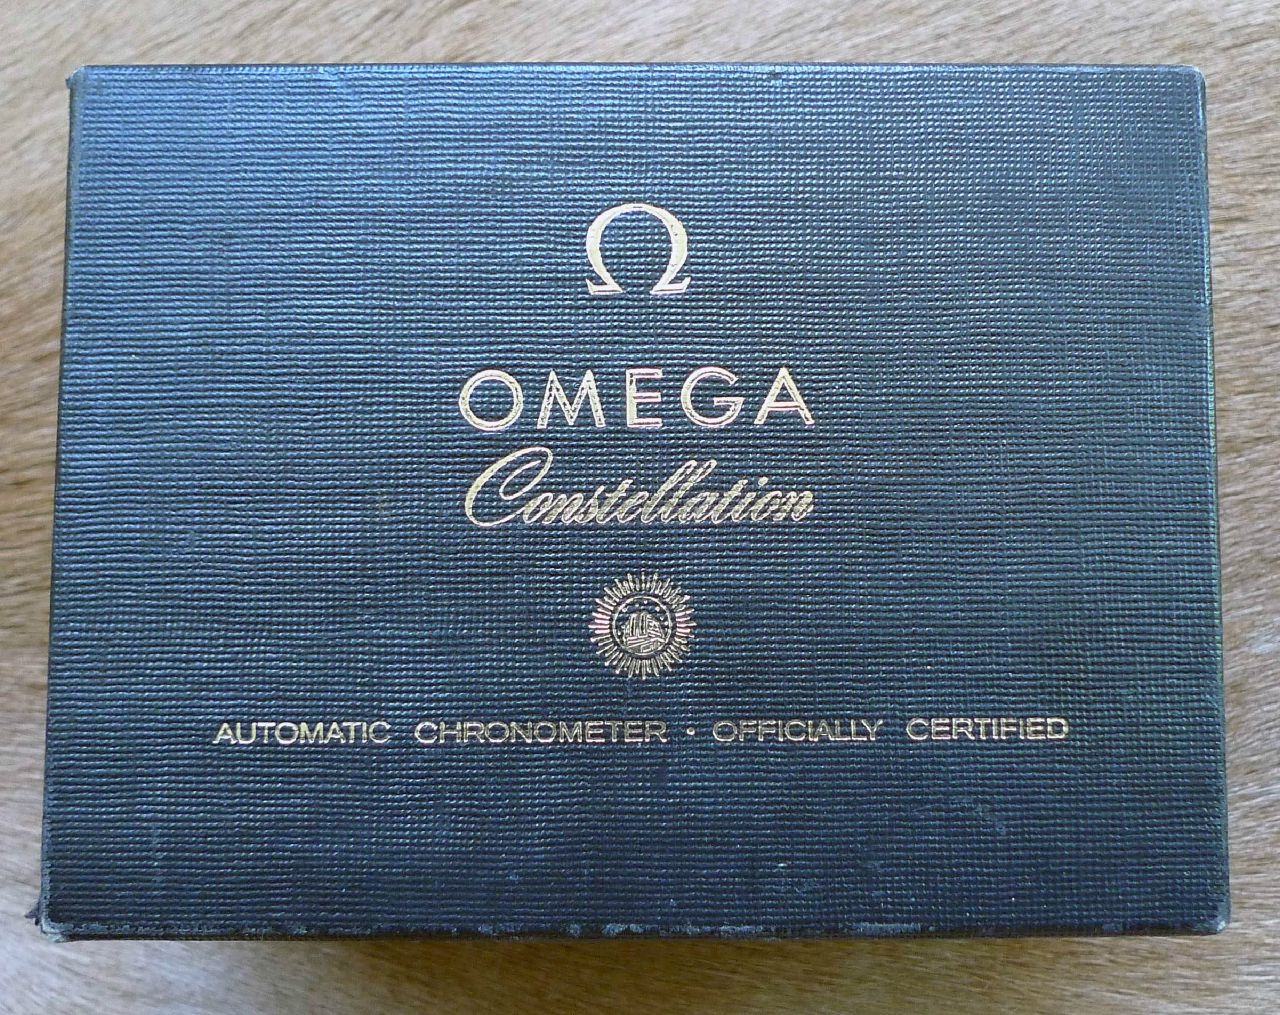 Ω
OMEGA
Constellation
AUTOMATIC CHRONOMETER · OFFICIALLY CERTIFIED